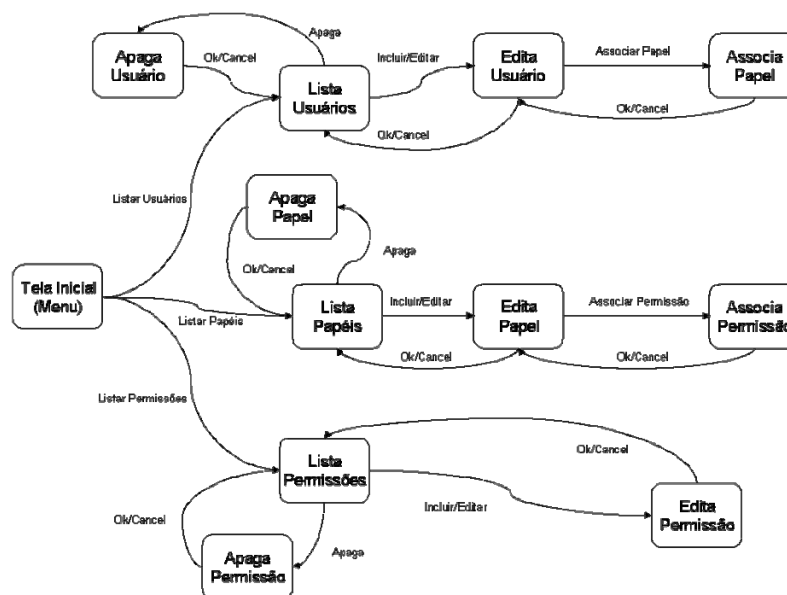 Apaga
Apaga
Usuário
Ok/Cancel
Lista
Usuários
Incluir/Editar
Edita
Usuário
Associar Papel
Associa
Papel
Ok/Cancel
Ok/Cancel
Listar Usuários
Apaga
Papel
Apaga
Ok/Cancel
Tela Inicial
(Menu)
Listar Papéis
Lista
Papéis
Incluir/Editar
Edita
Papel
Associar Permissão
Associa
Permissão
Ok/Cancel
Ok/Cancel
Listar Permissões
Lista
Permissões
Ok/Cancel
Incluir/Editar
Edita
Permissão
Ok/Cancel
Apaga
Permissão
Apaga